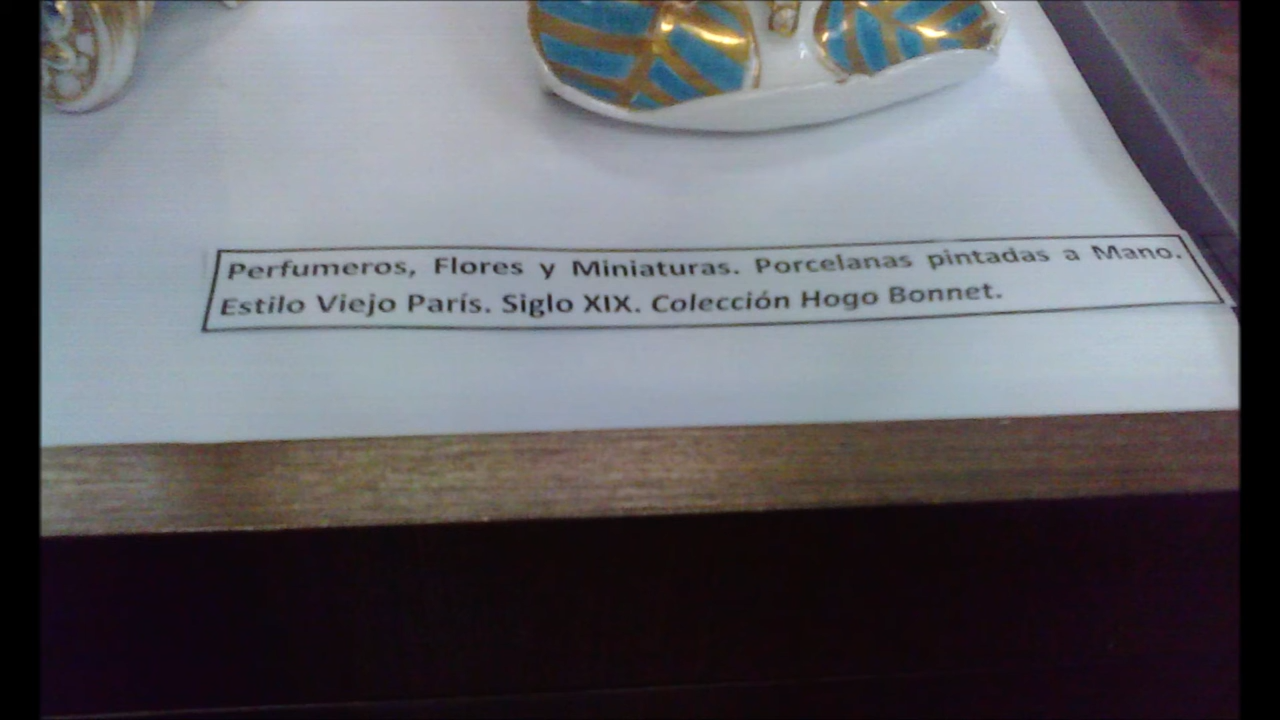 Perfumeros, Flores y Miniaturas. Porcelanas pintadas a Mano.
Estilo Viejo París. Siglo XIX. Colección Hogo Bonnet.